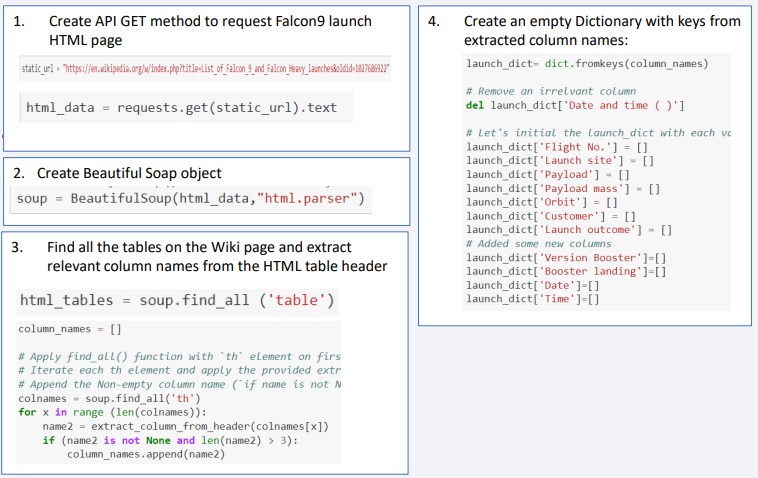 1. Create API GET method to request Falcon9 launch
HTML page
static_url = "https://en.wikipedia.org/w/index.php?title=List_of_Falcon_9_and_Falcon_Heavy_launches&oldid=1027686922"
html_data = requests.get(static_url).text
2. Create Beautiful Soap object
soup = BeautifulSoup(html_data,"html.parser")
3. Find all the tables on the Wiki page and extract
relevant column names from the HTML table header
html_tables = soup.find_all ('table')
column_names = []
# Apply find_all() function with `th` element on firs
# Iterate each th element and apply the provided extr
# Append the Non-empty column name (`if name is not N
colnames = soup.find_all('th')
for x in range (len(colnames)):
name2 = extract_column_from_header(colnames[x])
if (name2 is not None and len(name2) > 3):
column_names.append(name2)
4. Create an empty Dictionary with keys from
extracted column names:
launch_dict= dict.fromkeys(column_names)
# Remove an irrelvant column
del launch_dict['Date and time ( )']
# Let's initial the launch_dict with each va
launch_dict['Flight No.'] = []
launch_dict['Launch site'] = []
launch_dict['Payload'] = []
launch_dict['Payload mass'] = []
launch_dict['Orbit'] = []
launch_dict['Customer'] = []
launch_dict['Launch outcome'] = []
# Added some new columns
launch_dict['Version Booster']=[]
launch_dict['Booster landing']=[]
launch_dict['Date']=[]
launch_dict['Time']=[]